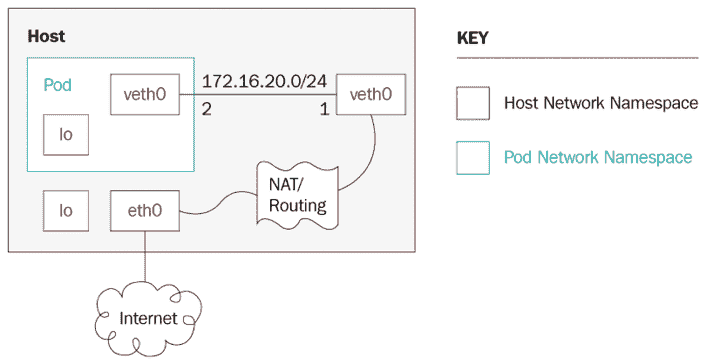 Host
KEY
Pod
veth0
172.16.20.0/24
veth0
2
1
Host Network Namespace
lo
Pod Network Namespace
NAT/
Routing
lo
eth0
Internet